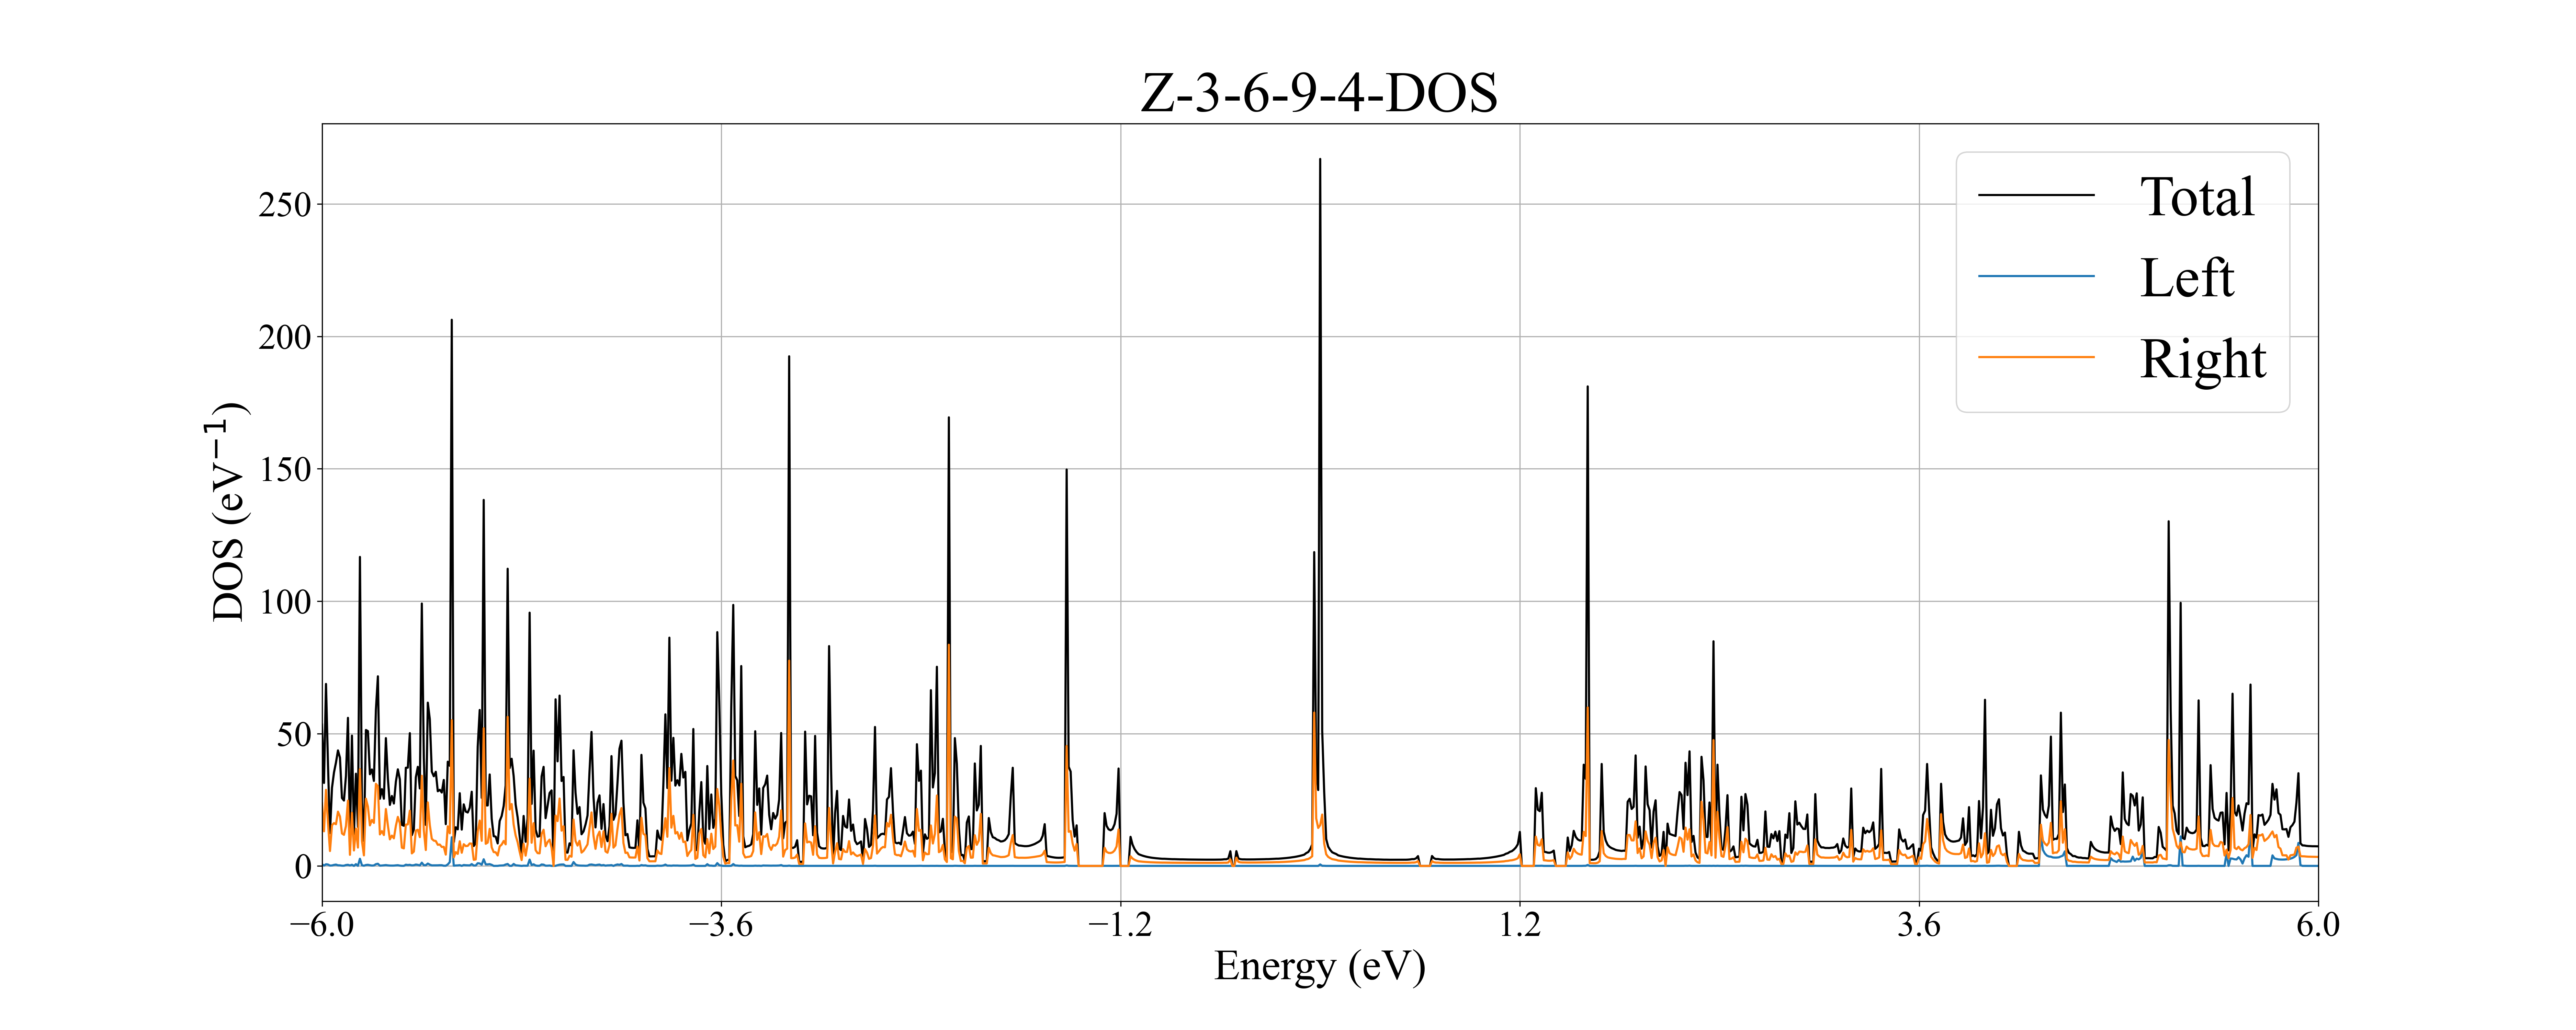 Z-3-6-9-4-DOS
250
200
150
100
50
0
DOS (eV⁻¹)
Total
Left
Right
−6.0 −3.6 −1.2 1.2 3.6 6.0
Energy (eV)